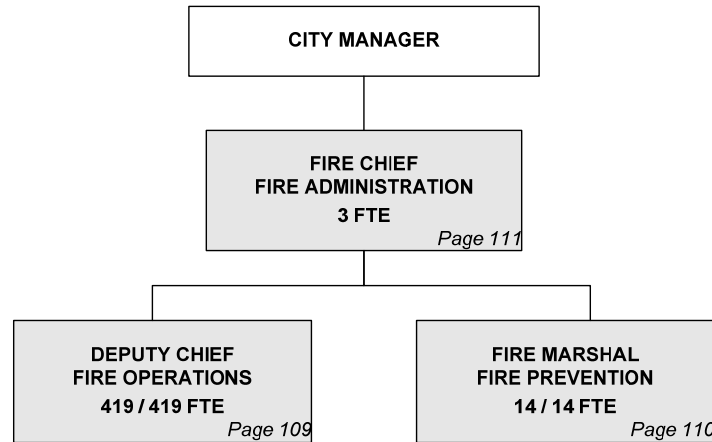 CITY MANAGER
FIRE CHIEF
FIRE ADMINISTRATION
3 FTE
Page 111
DEPUTY CHIEF
FIRE OPERATIONS
419 / 419 FTE
Page 109
FIRE MARSHAL
FIRE PREVENTION
14 / 14 FTE
Page 110